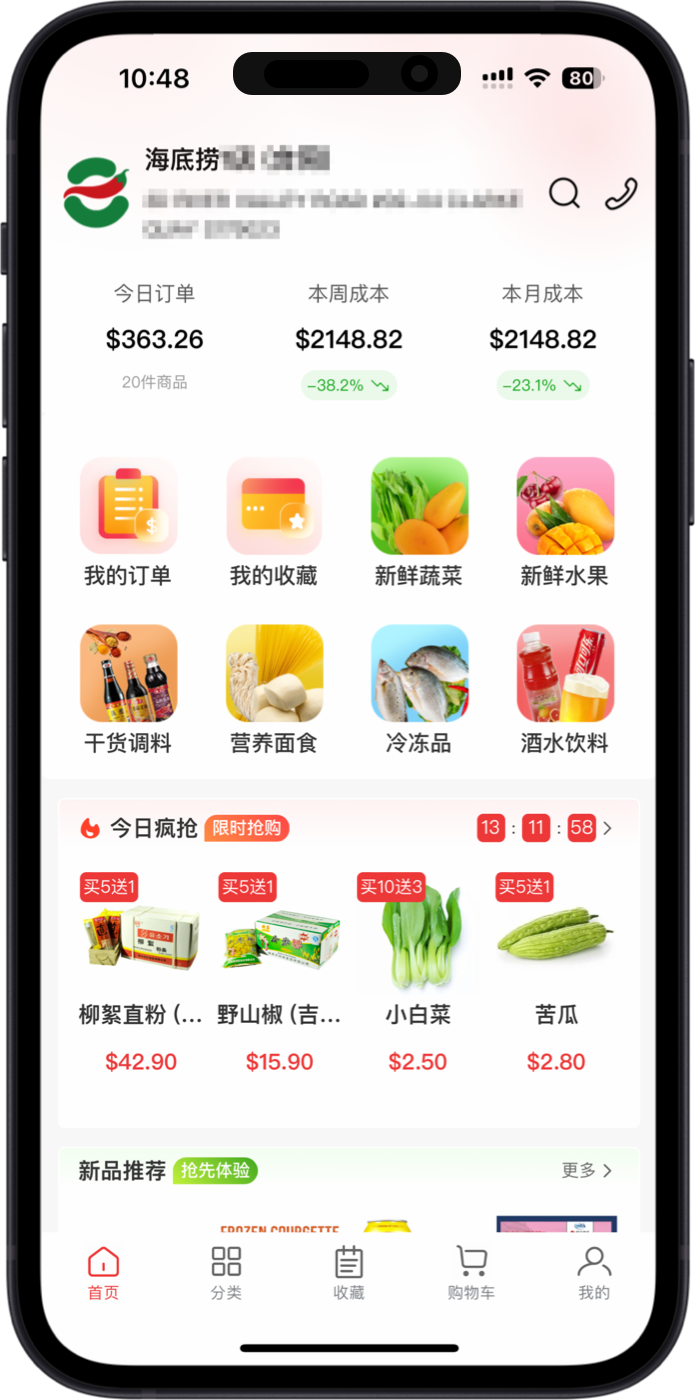 10:48
80
海底捞
今日订单 本周成本 本月成本
$363.26 $2148.82 $2148.82
20件商品 -38.2% -23.1%
我的订单 我的收藏 新鲜蔬菜 新鲜水果
干货调料 营养面食 冷冻品 酒水饮料
今日疯抢 限时抢购 13 : 11 : 58
买5送1 买5送1 买10送3 买5送1
柳絮直粉 (... 野山椒 (吉... 小白菜 苦瓜
$42.90 $15.90 $2.50 $2.80
新品推荐 抢先体验 更多
FROZEN COURGETTE
首页 分类 收藏 购物车 我的